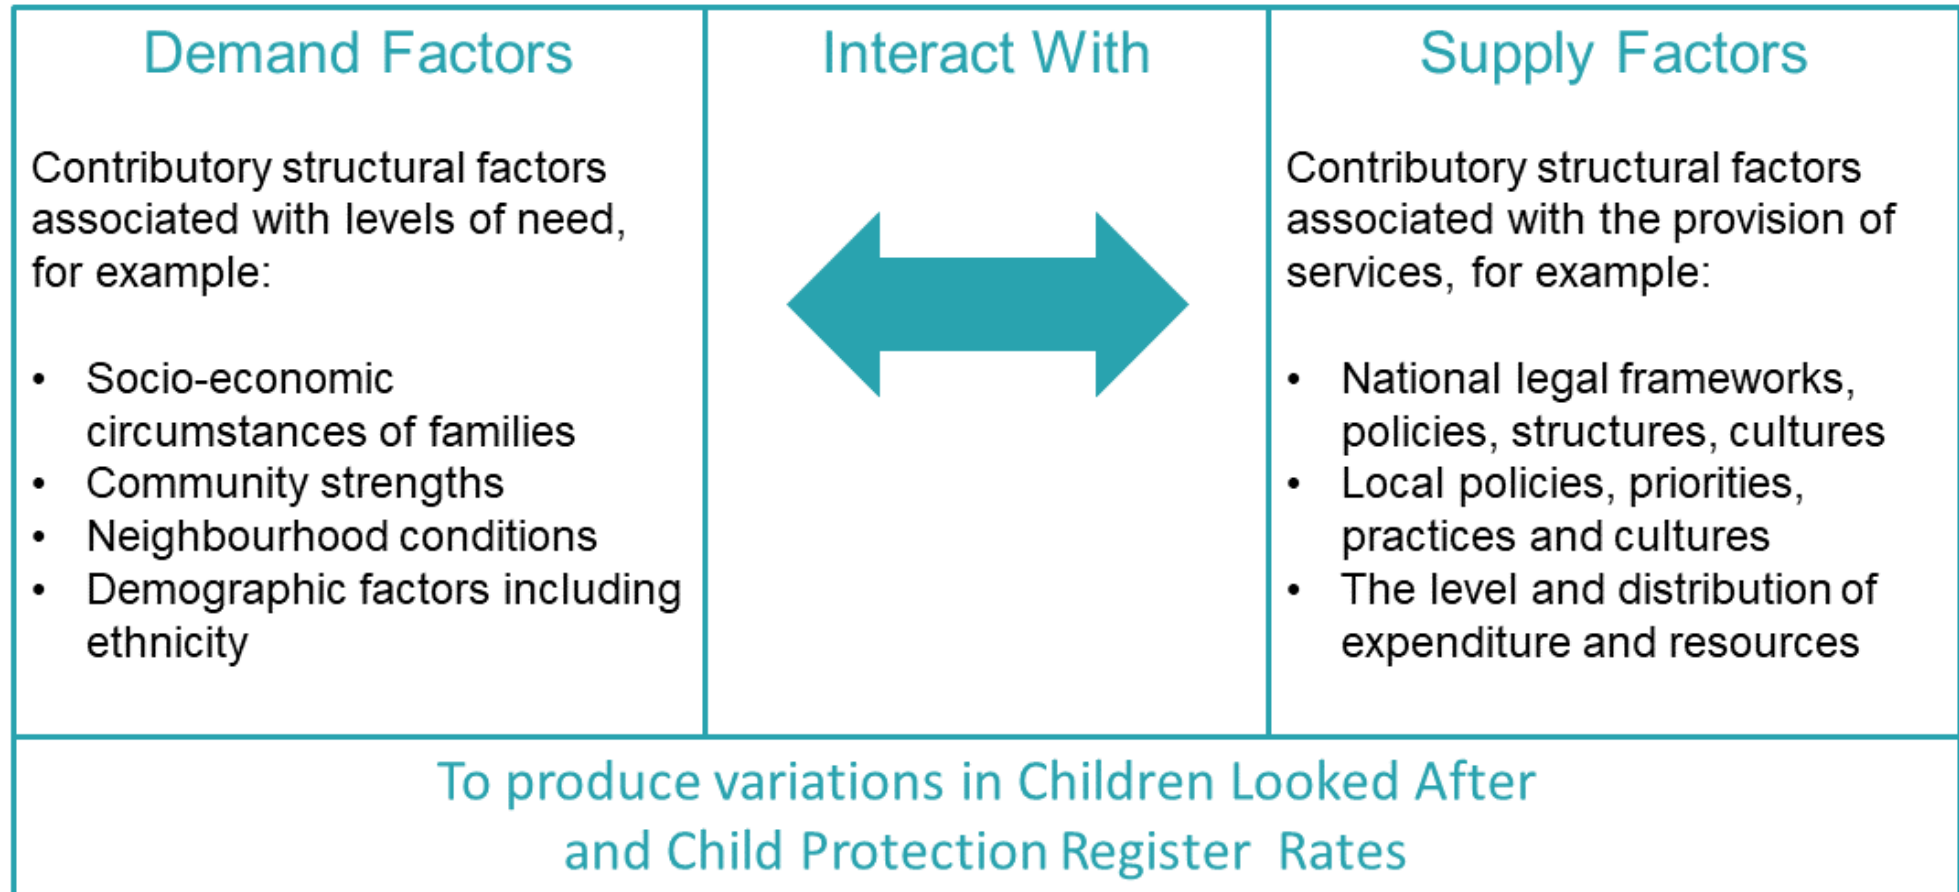 Demand Factors
Contributory structural factors
associated with levels of need,
for example:
• Socio-economic
circumstances of families
• Community strengths
• Neighbourhood conditions
• Demographic factors including
ethnicity
Interact With
Supply Factors
Contributory structural factors
associated with the provision of
services, for example:
• National legal frameworks,
policies, structures, cultures
• Local policies, priorities,
practices and cultures
• The level and distribution of
expenditure and resources
To produce variations in Children Looked After
and Child Protection Register Rates